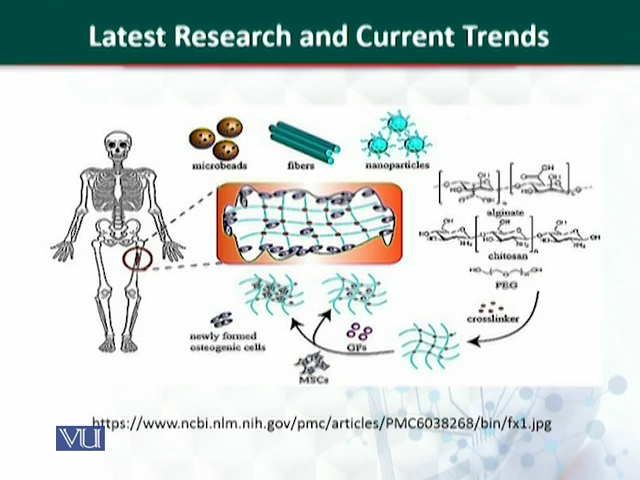 Latest Research and Current Trends
microbeads
fibers
nanoparticles
alginate
chitosan
PEG
crosslinker
newly formed
osteogenic cells
GFs
MSCs
https://www.ncbi.nlm.nih.gov/pmc/articles/PMC6038268/bin/fx1.jpg
VU